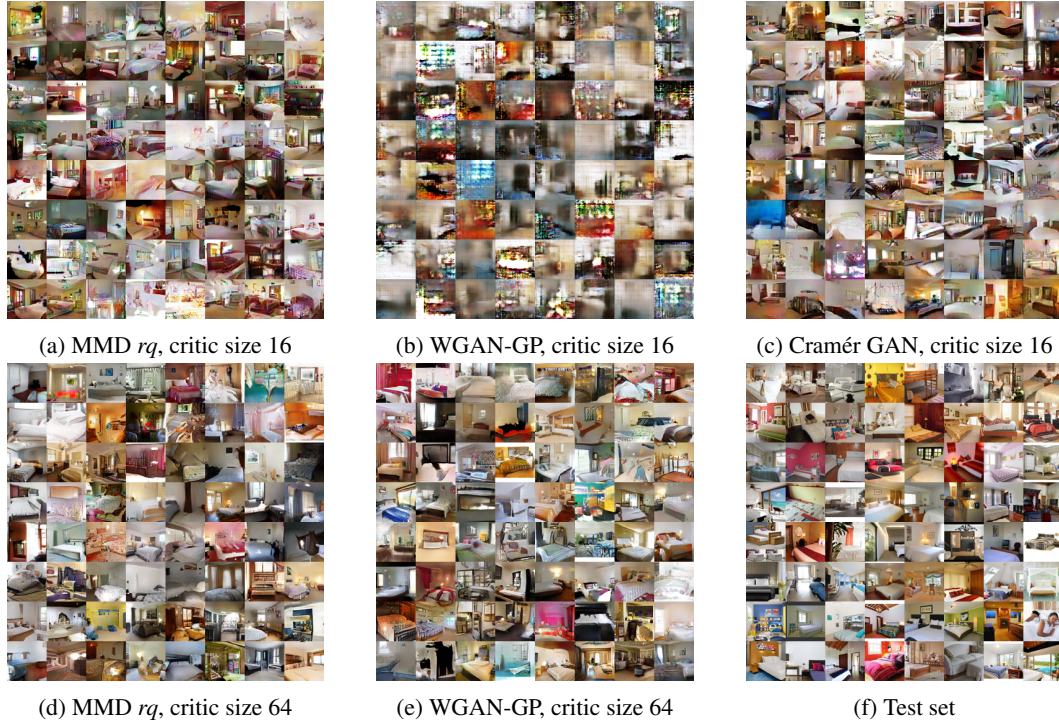 (a) MMD rq, critic size 16
(b) WGAN-GP, critic size 16
(c) Cramér GAN, critic size 16
(d) MMD rq, critic size 64
(e) WGAN-GP, critic size 64
(f) Test set